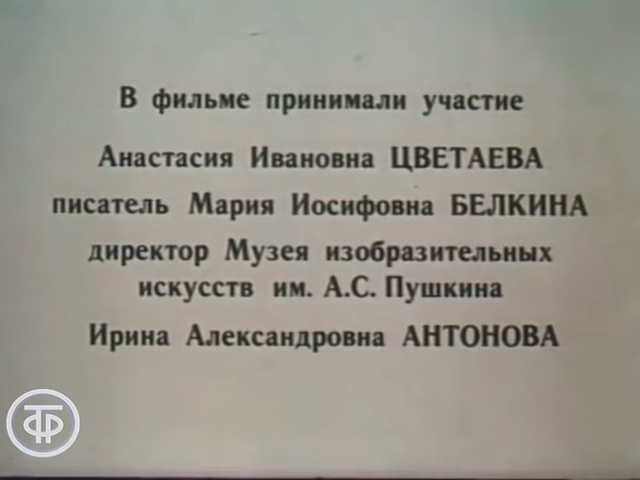 В фильме принимали участие
Анастасия Ивановна ЦВЕТАЕВА
писатель Мария Иосифовна БЕЛКИНА
директор Музея изобразительных
искусств им. А.С. Пушкина
Ирина Александровна АНТОНОВА